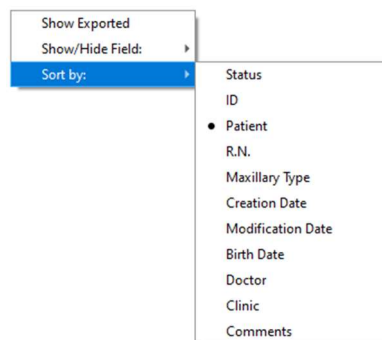 Show Exported
Show/Hide Field:
Sort by:
Status
ID
Patient
R.N.
Maxillary Type
Creation Date
Modification Date
Birth Date
Doctor
Clinic
Comments